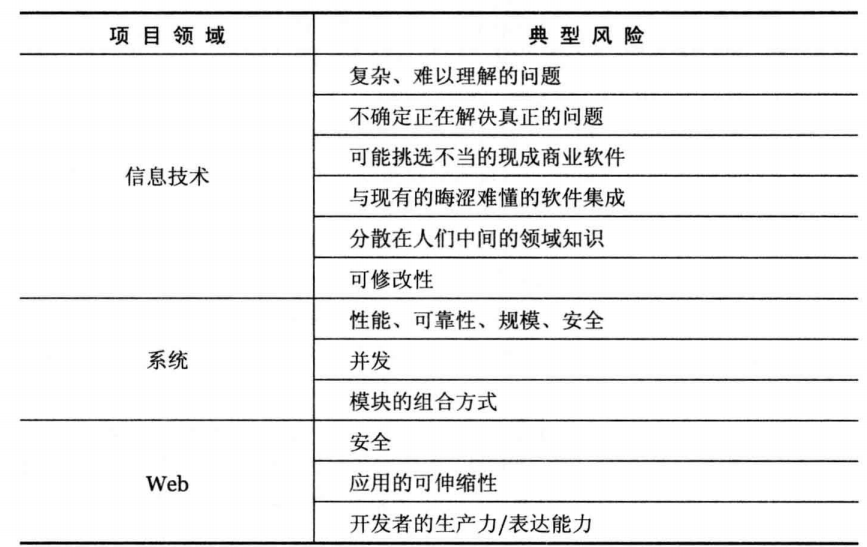 项目领域 典型风险
信息技术
复杂、难以理解的问题
不确定正在解决真正的问题
可能挑选不当的现成商业软件
与现有的晦涩难懂的软件集成
分散在人们中间的领域知识
可修改性
系统
性能、可靠性、规模、安全
并发
模块的组合方式
Web
安全
应用的可伸缩性
开发者的生产力/表达能力